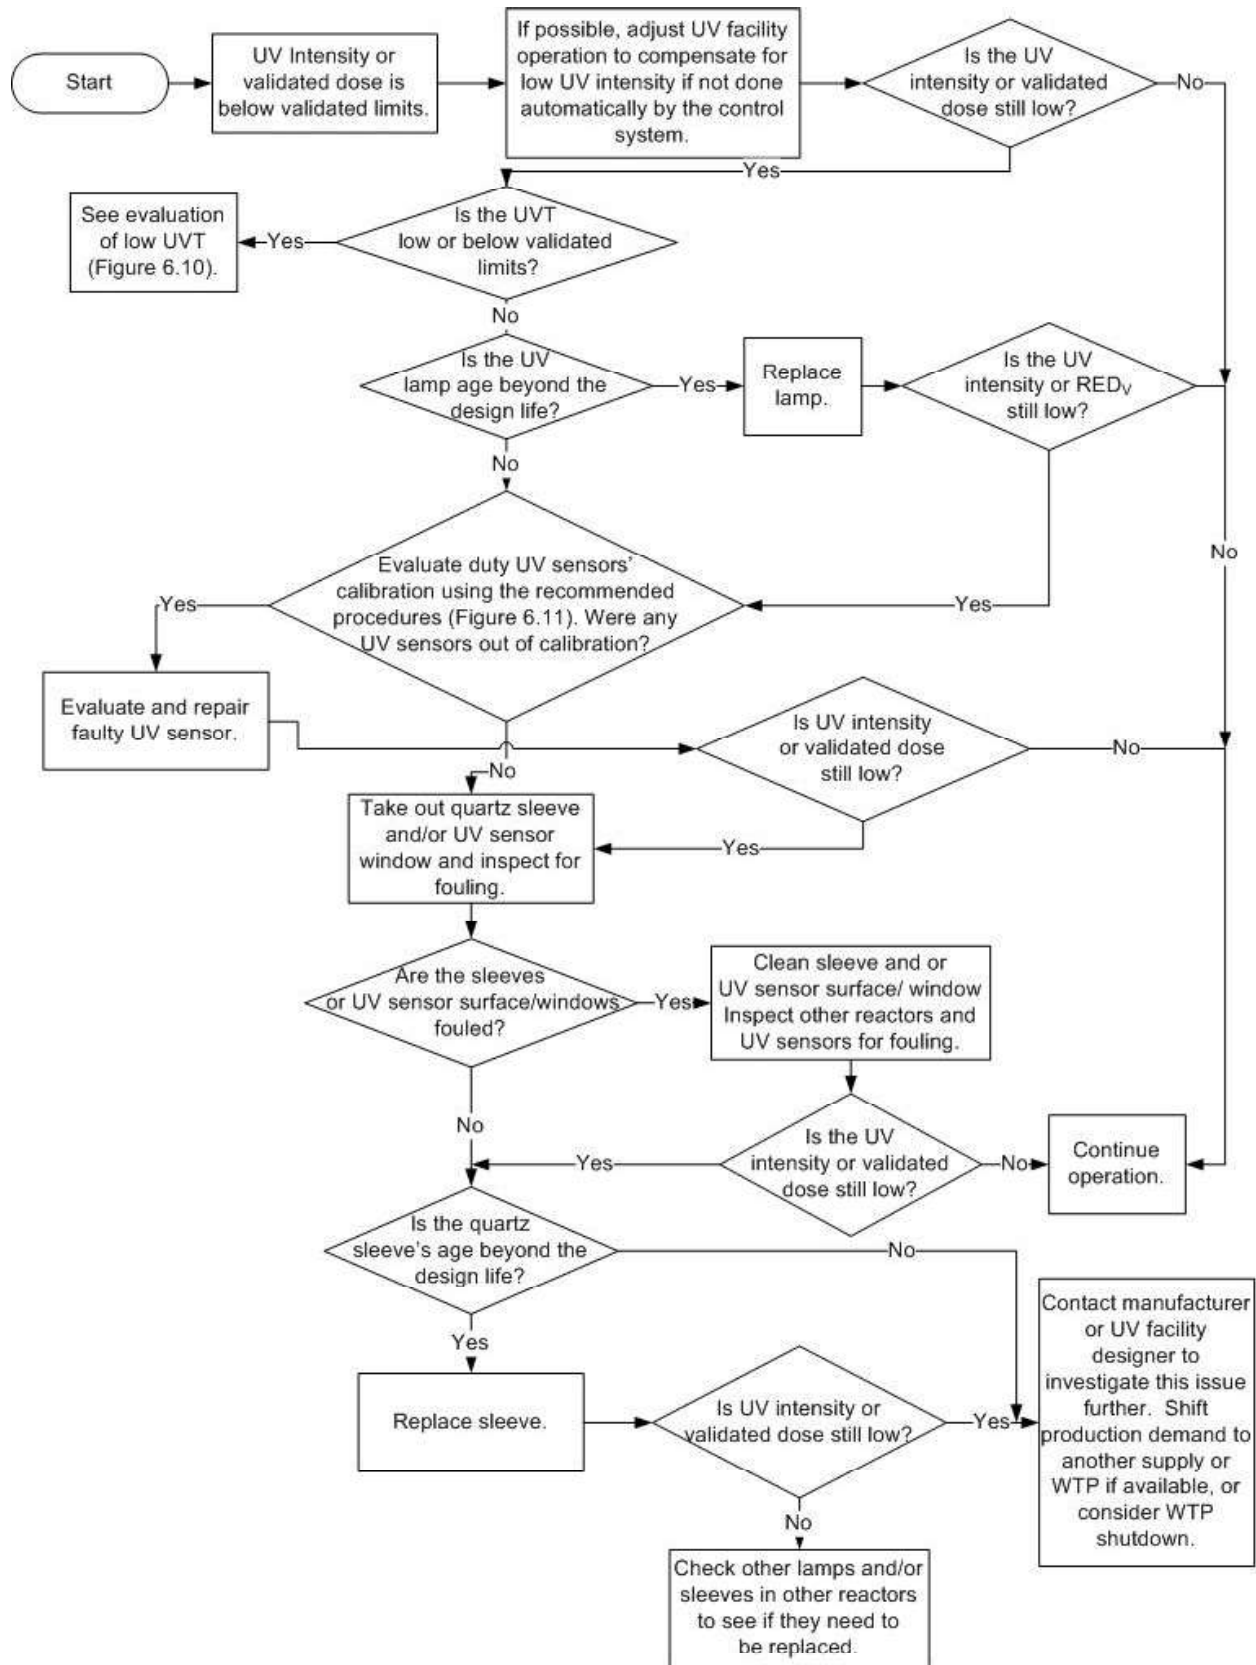 Start
UV Intensity or
validated dose is
below validated limits.
If possible, adjust UV facility
operation to compensate for
low UV intensity if not done
automatically by the control
system.
Is the UV
intensity or validated
dose still low?
No
Yes
See evaluation
of low UVT
(Figure 6.10).
Yes
Is the UVT
low or below validated
limits?
No
Is the UV
lamp age beyond the
design life?
Yes
Replace
lamp.
Is the UV
intensity or REDV
still low?
No
No
Evaluate duty UV sensors'
calibration using the recommended
procedures (Figure 6.11). Were any
UV sensors out of calibration?
Yes
Yes
Evaluate and repair
faulty UV sensor.
Is UV intensity
or validated dose
still low?
No
No
Take out quartz sleeve
and/or UV sensor
window and inspect for
fouling.
Yes
Are the sleeves
or UV sensor surface/windows
fouled?
Yes
Clean sleeve and or
UV sensor surface/ window
Inspect other reactors and
UV sensors for fouling.
No
Is the UV
intensity or validated
dose still low?
Yes
No
Continue
operation.
Is the quartz
sleeve's age beyond the
design life?
No
Yes
Contact manufacturer
or UV facility
designer to
investigate this issue
further. Shift
production demand to
another supply or
WTP if available, or
consider WTP
shutdown.
Replace sleeve.
Is UV intensity or
validated dose still low?
Yes
No
Check other lamps and/or
sleeves in other reactors
to see if they need to
be replaced.